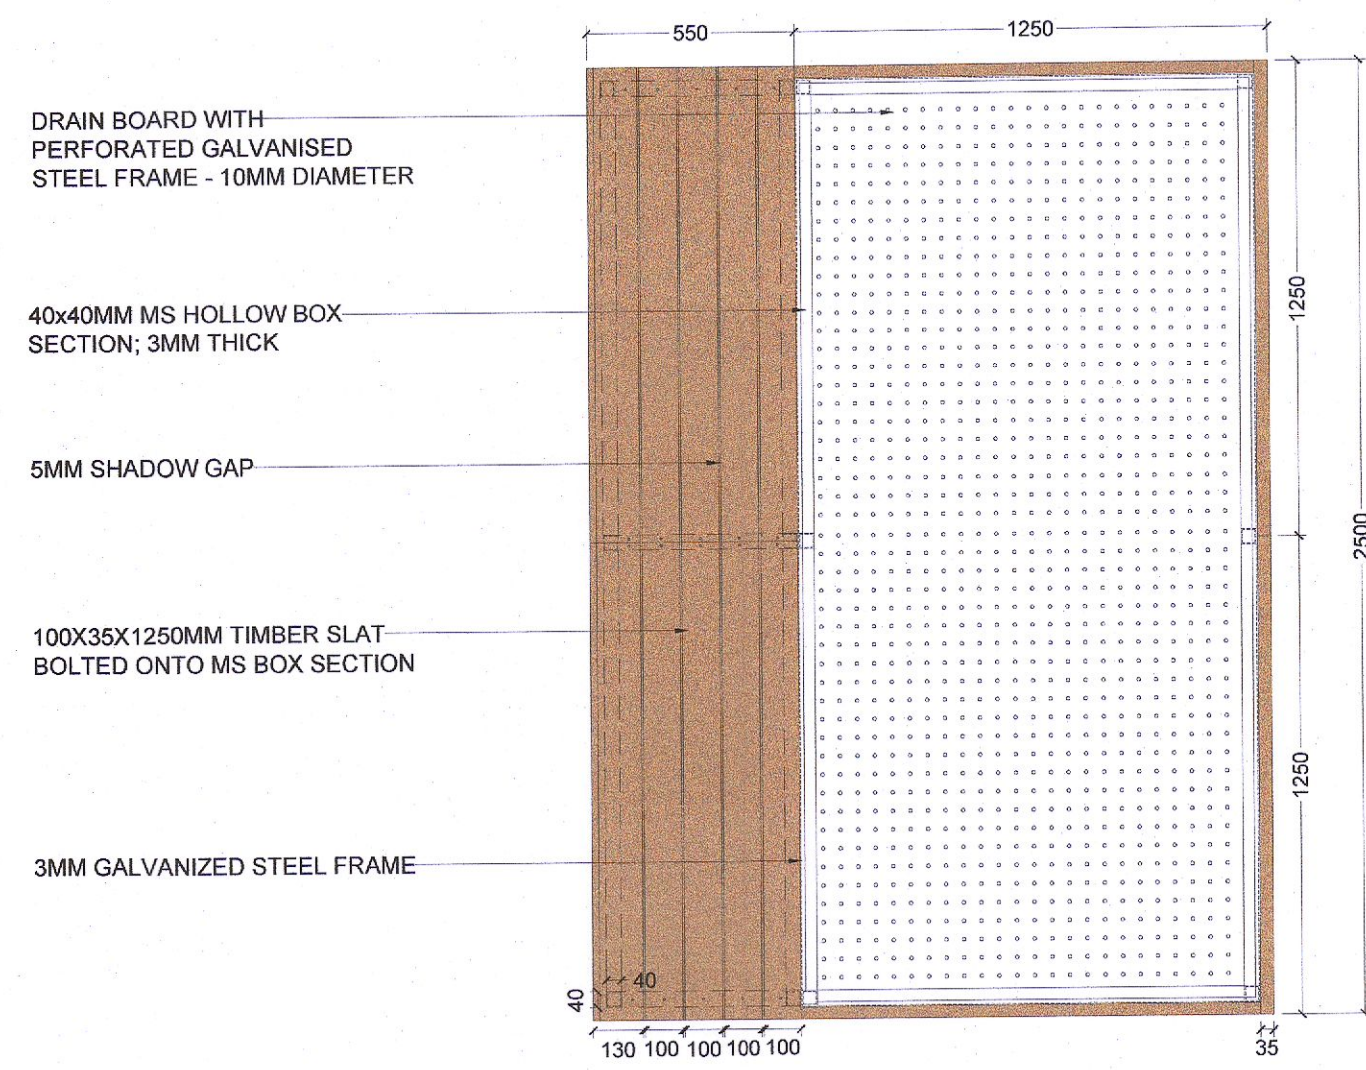 550
1250
DRAIN BOARD WITH
PERFORATED GALVANISED
STEEL FRAME - 10MM DIAMETER
40x40MM MS HOLLOW BOX
SECTION; 3MM THICK
1250
5MM SHADOW GAP
2500
100X35X1250MM TIMBER SLAT
BOLTED ONTO MS BOX SECTION
1250
3MM GALVANIZED STEEL FRAME
40
40
130 100 100 100 100
35